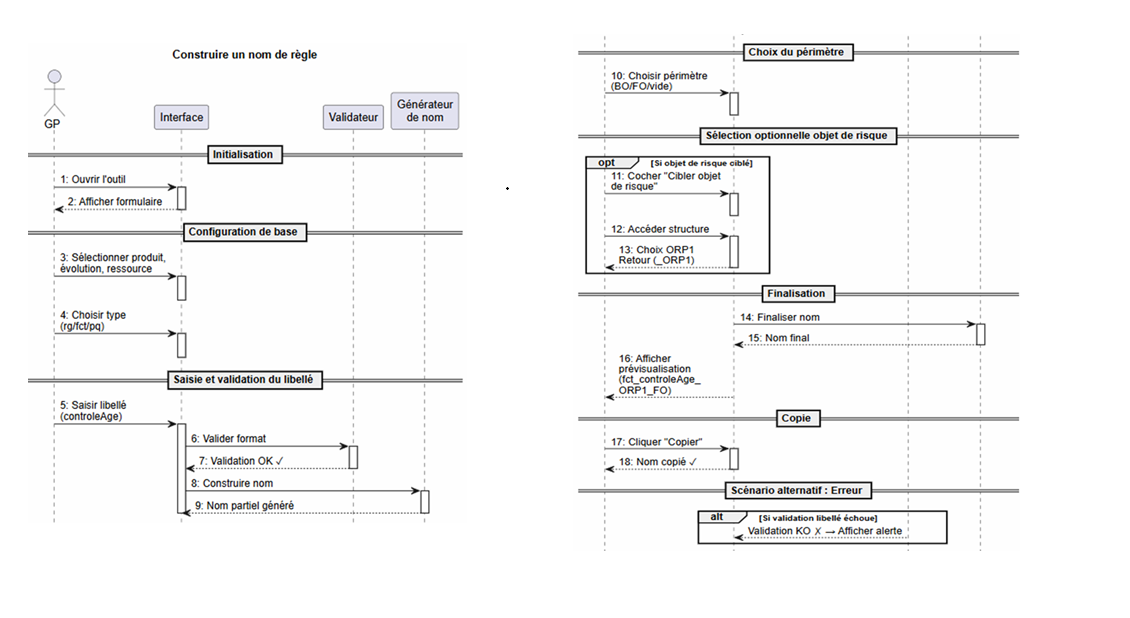 Construire un nom de règle
GP
Interface
Validateur
Générateur
de nom
Initialisation
1: Ouvrir l'outil
2: Afficher formulaire
Configuration de base
3: Sélectionner produit,
évolution, ressource
4: Choisir type
(rg/fct/pq)
Saisie et validation du libellé
5: Saisir libellé
(controleAge)
6: Valider format
7: Validation OK ✓
8: Construire nom
9: Nom partiel généré
Choix du périmètre
10: Choisir périmètre
(BO/FO/vide)
Sélection optionnelle objet de risque
opt [Si objet de risque ciblé]
11: Cocher "Cibler objet
de risque"
12: Accéder structure
13: Choix ORP1
Retour (_ORP1)
Finalisation
14: Finaliser nom
15: Nom final
16: Afficher
prévisualisation
(fct_controleAge_
ORP1_FO)
Copie
17: Cliquer "Copier"
18: Nom copié ✓
Scénario alternatif : Erreur
alt [Si validation libellé échoue]
Validation KO ✗ → Afficher alerte